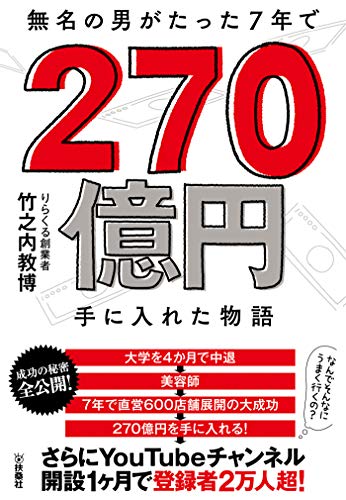 無名の男がたった7年で
270
億円
りらくる創業者
竹之内教博
手に入れた物語
成功の秘密
全公開！
大学を4か月で中退
美容師
7年で直営600店舗展開の大成功
270億円を手に入れる！
なんでそんなに
うまく行くの？
さらにYouTubeチャンネル
開設1ヶ月で登録者2万人超！
扶桑社